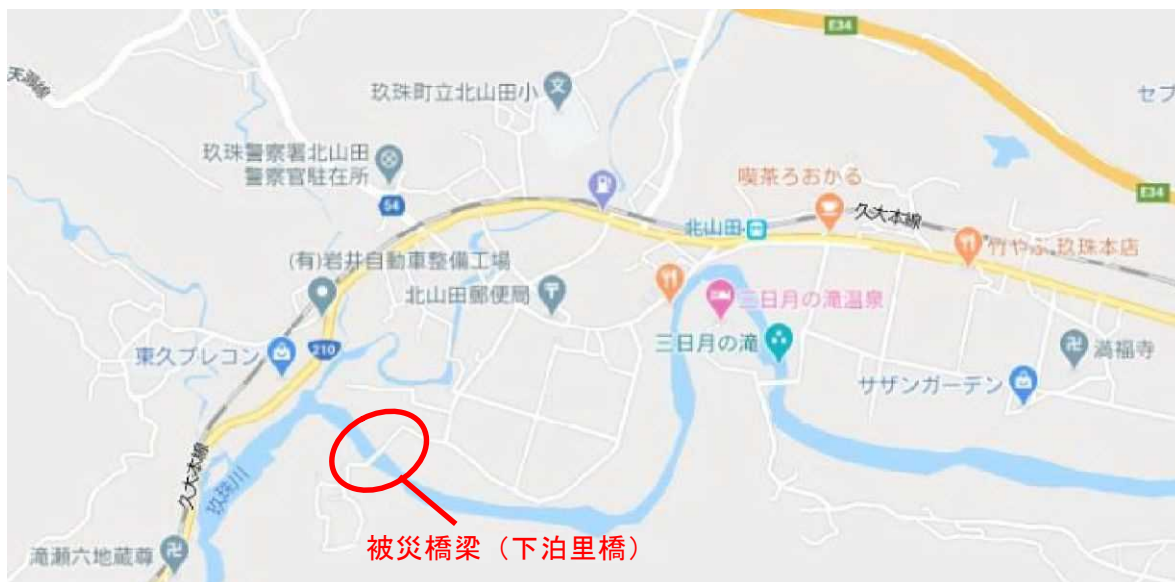 E34
天瀬線
玖珠町立北山田小
セブ
玖珠警察署北山田
警察官駐在所
54
喫茶ろおかる
E34
北山田
久大本線
竹やぶ 玖珠本店
(有)岩井自動車整備工場
北山田郵便局
三日月の滝温泉
三日月の滝
満福寺
東久プレコン
210
サザンガーデン
久大本線
玖珠川
被災橋梁（下泊里橋）
滝瀬六地蔵尊